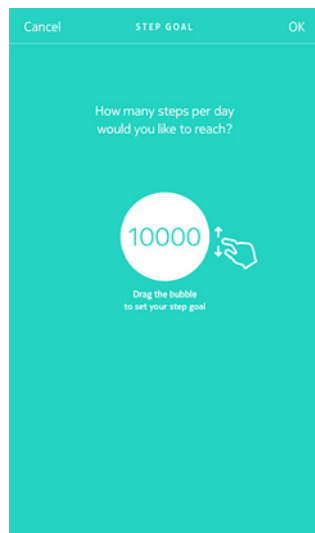 Cancel STEP GOAL OK
How many steps per day
would you like to reach?
10000
Drag the bubble
to set your step goal